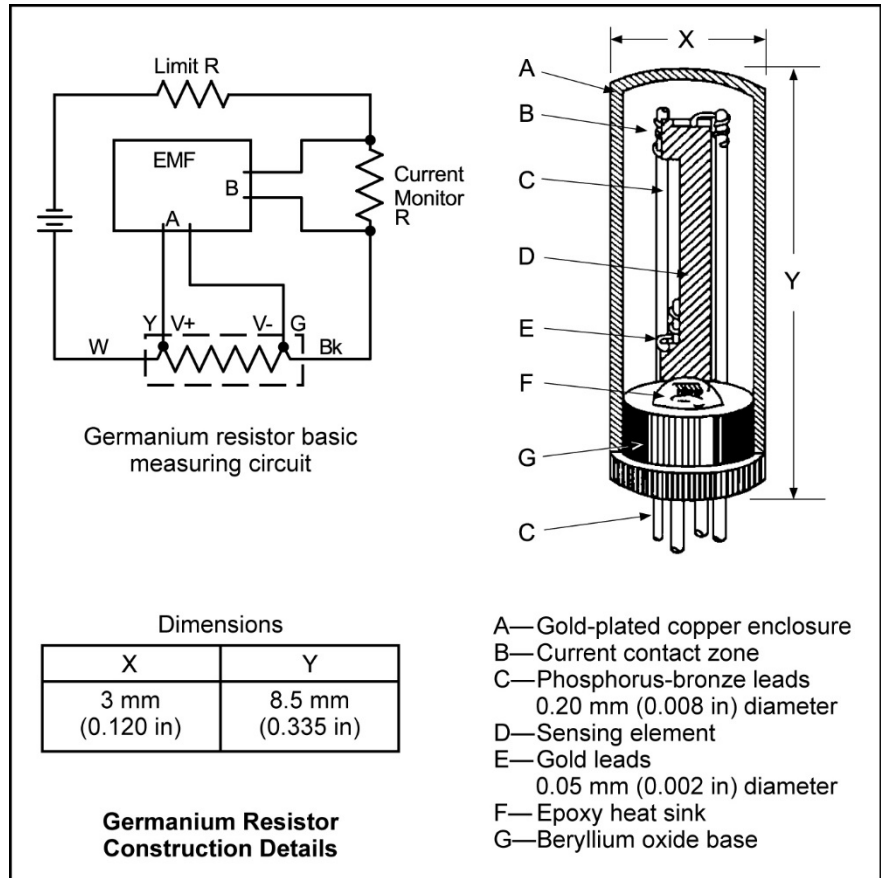 Limit R
EMF
B
A
Current
Monitor
R
Y V+ V- G
W
Bk
Germanium resistor basic
measuring circuit
X
A
B
C
D
E
F
G
C
Y
Dimensions
X Y
3 mm 8.5 mm
(0.120 in) (0.335 in)
Germanium Resistor
Construction Details
A—Gold-plated copper enclosure
B—Current contact zone
C—Phosphorus-bronze leads
0.20 mm (0.008 in) diameter
D—Sensing element
E—Gold leads
0.05 mm (0.002 in) diameter
F—Epoxy heat sink
G—Beryllium oxide base